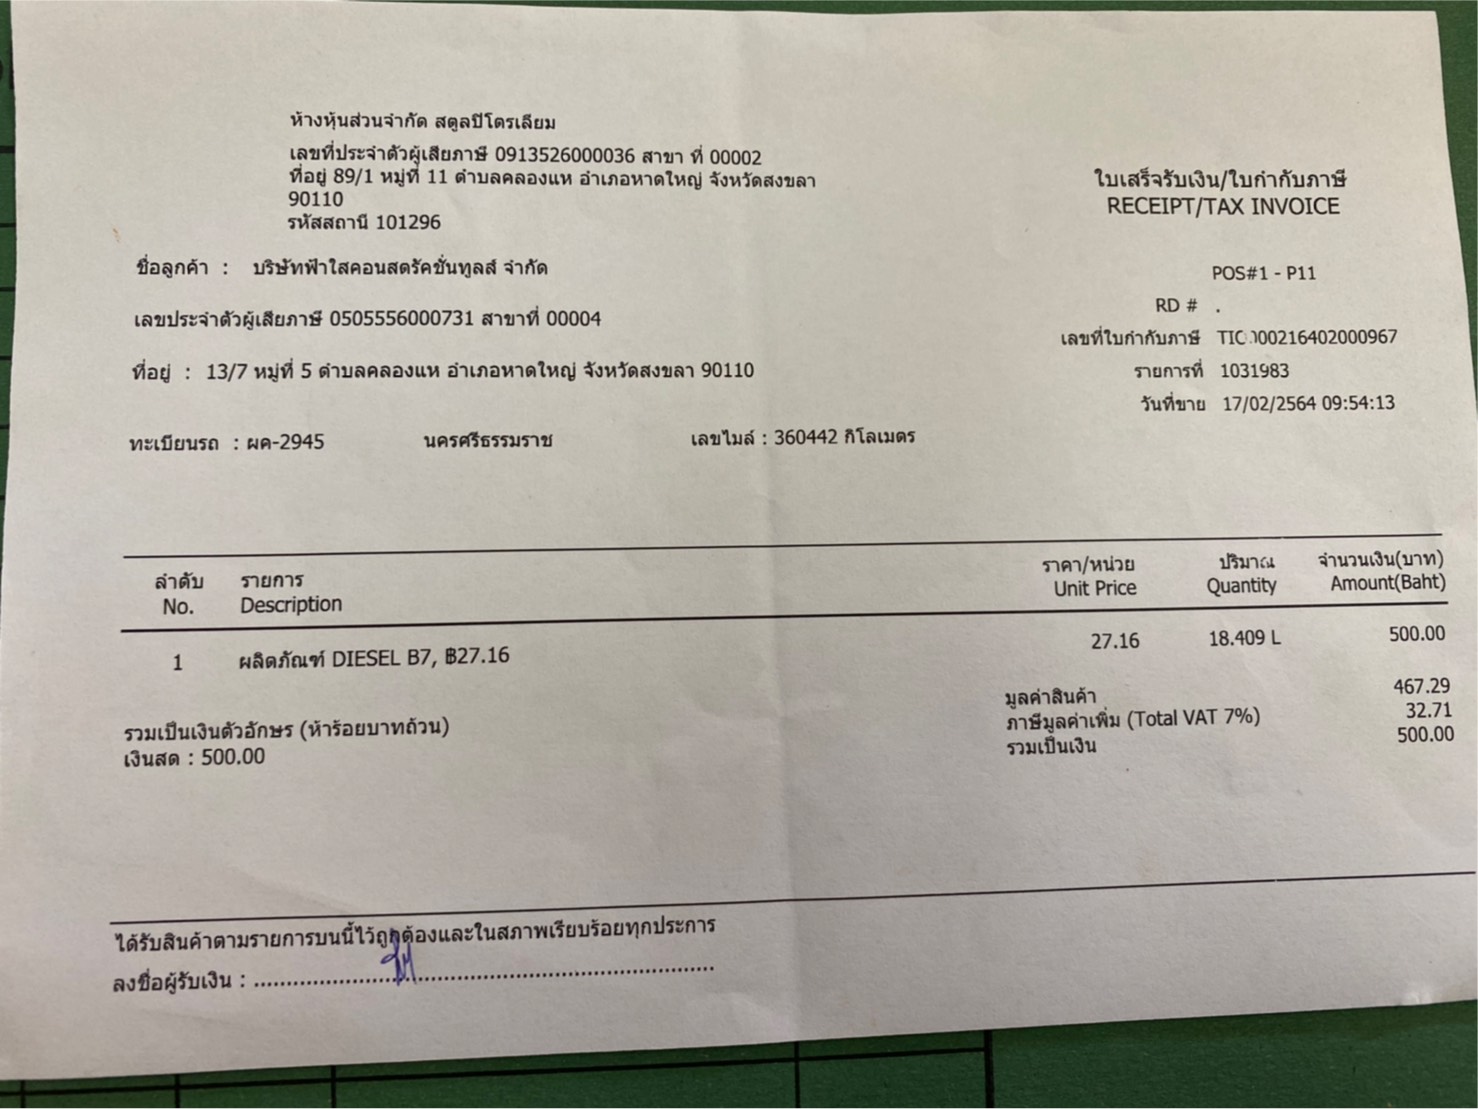 ห้างหุ้นส่วนจำกัด สตูลปิโตรเลียม
เลขที่ประจำตัวผู้เสียภาษี 0913526000036 สาขา ที่ 00002
ที่อยู่ 89/1 หมู่ที่ 11 ตำบลคลองแห อำเภอหาดใหญ่ จังหวัดสงขลา
90110
รหัสสถานี 101296
ใบเสร็จรับเงิน/ใบกำกับภาษี
RECEIPT/TAX INVOICE
ชื่อลูกค้า : บริษัทฟ้าใสคอนสตรัคชั่นทูลส์ จำกัด
POS#1 - P11
RD # .
เลขประจำตัวผู้เสียภาษี 0505556000731 สาขาที่ 00004
เลขที่ใบกำกับภาษี
ที่อยู่ : 13/7 หมู่ที่ 5 ตำบลคลองแห อำเภอหาดใหญ่ จังหวัดสงขลา 90110
รายการที่ 1031983
วันที่ขาย 17/02/2564 09:54:13
ทะเบียนรถ : ผค-2945 นครศรีธรรมราช เลขไมล์ : 360442 กิโลเมตร
ลำดับ รายการ ราคา/หน่วย ปริมาณ จำนวนเงิน(บาท)
No. Description Unit Price Quantity Amount(Baht)
1 ผลิตภัณฑ์ DIESEL B7, ฿27.16 27.16 18.409 L 500.00
มูลค่าสินค้า 467.29
ภาษีมูลค่าเพิ่ม (Total VAT 7%) 32.71
รวมเป็นเงิน 500.00
รวมเป็นเงินตัวอักษร (ห้าร้อยบาทถ้วน)
เงินสด : 500.00
ได้รับสินค้าตามรายการบนนี้ไว้ถูกต้องและในสภาพเรียบร้อยทุกประการ
ลงชื่อผู้รับเงิน : ......................................................................